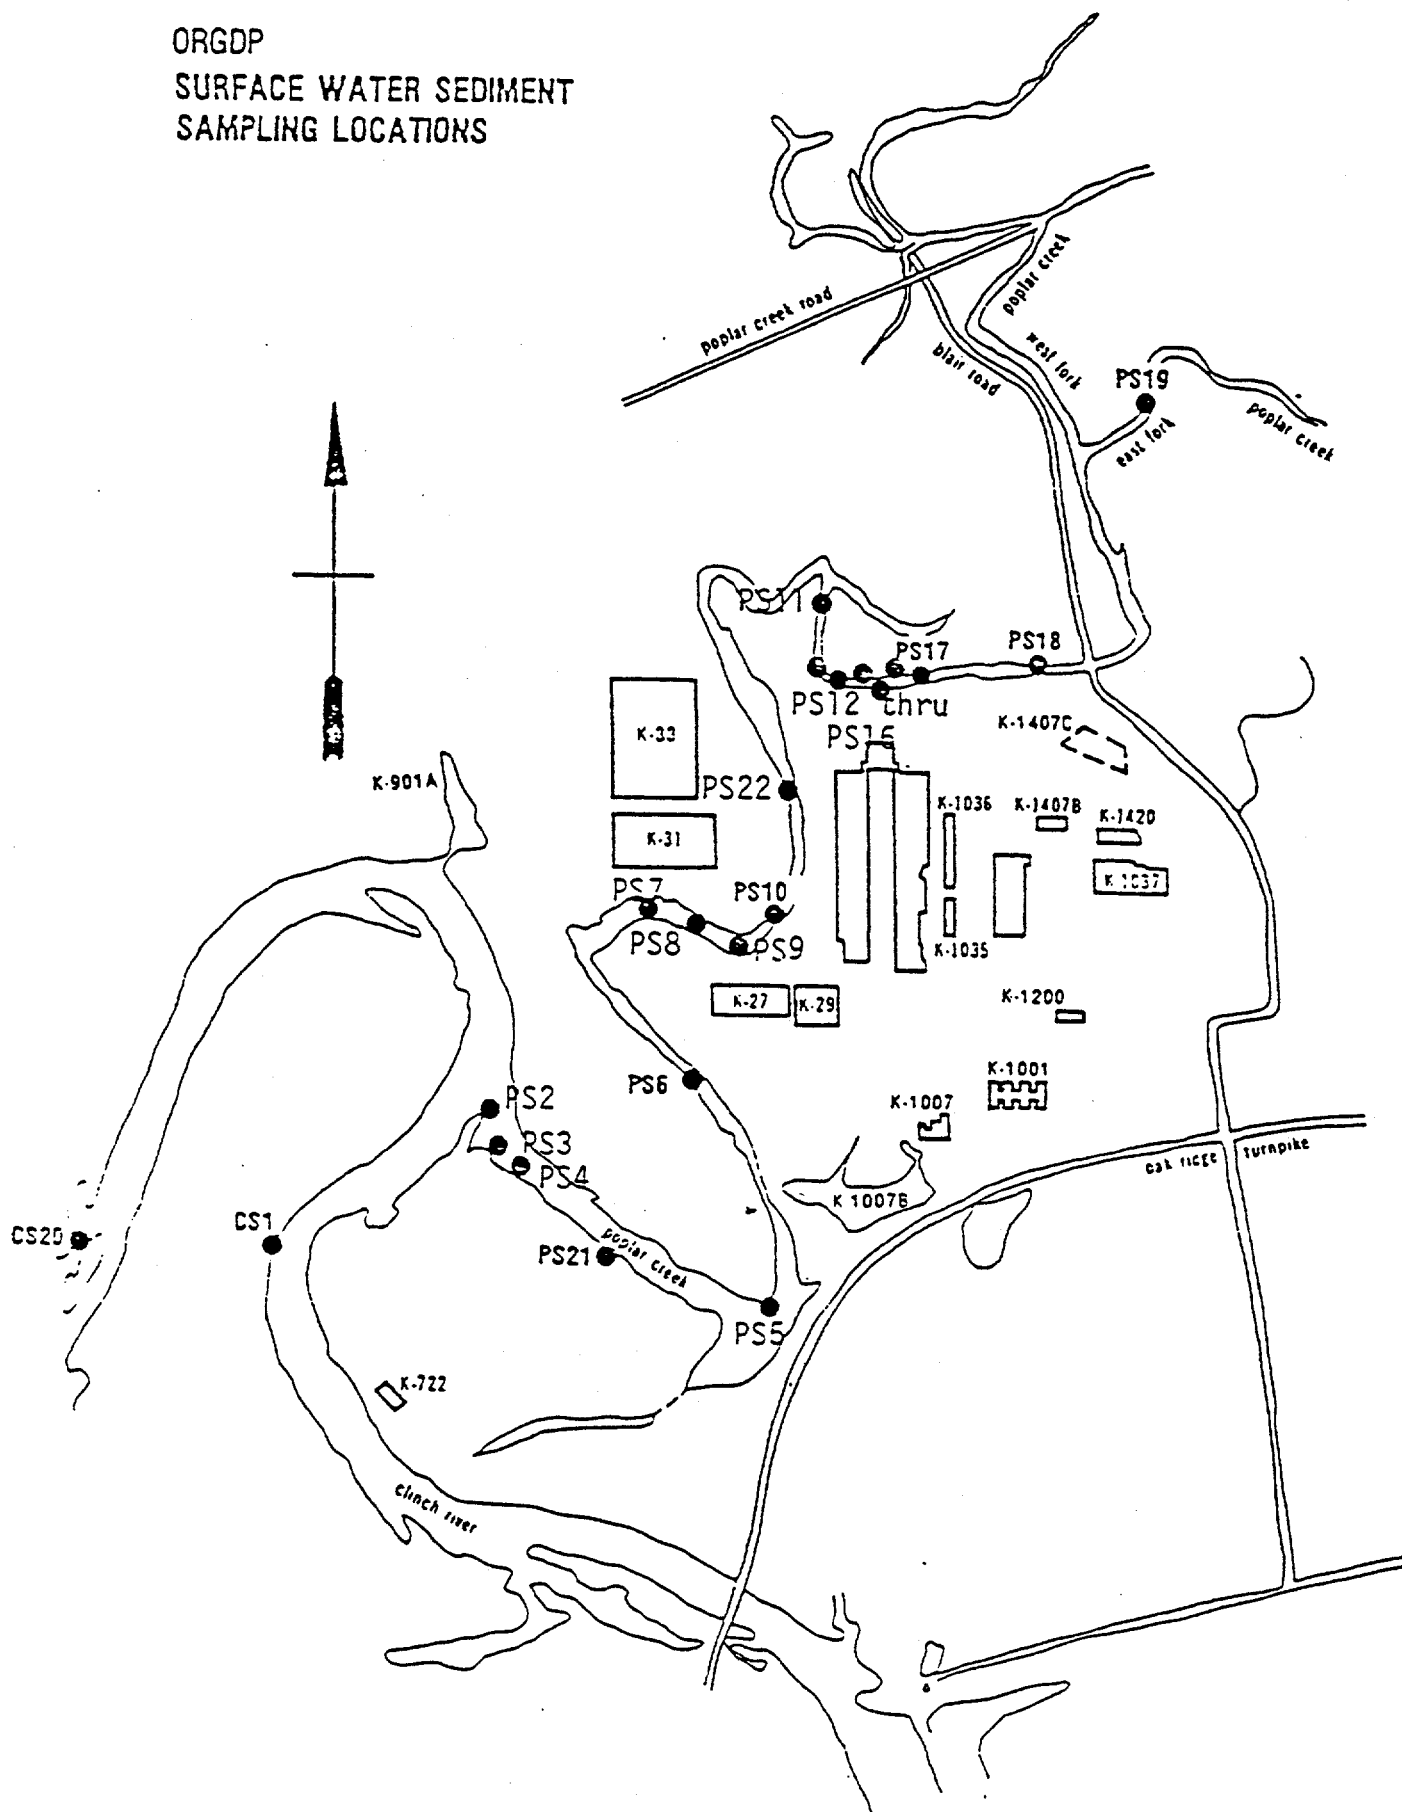 ORGDP
SURFACE WATER SEDIMENT
SAMPLING LOCATIONS
poplar creek road
poplar creek
west fork
blair road
PS19
east fork
poplar creek
PS11
PS17
PS18
PS12 thru
PS16
K-1407C
K-33
K-901A
PS22
K-1036
K-1407B
K-1420
K-31
K-1037
PS7
PS10
PS8
PS9
K-1035
K-27
K-29
K-1200
PS6
K-1001
PS2
K-1007
PS3
PS4
oak ridge turnpike
K 1007B
CS20
CS1
PS21
poplar creek
PS5
K-722
clinch river